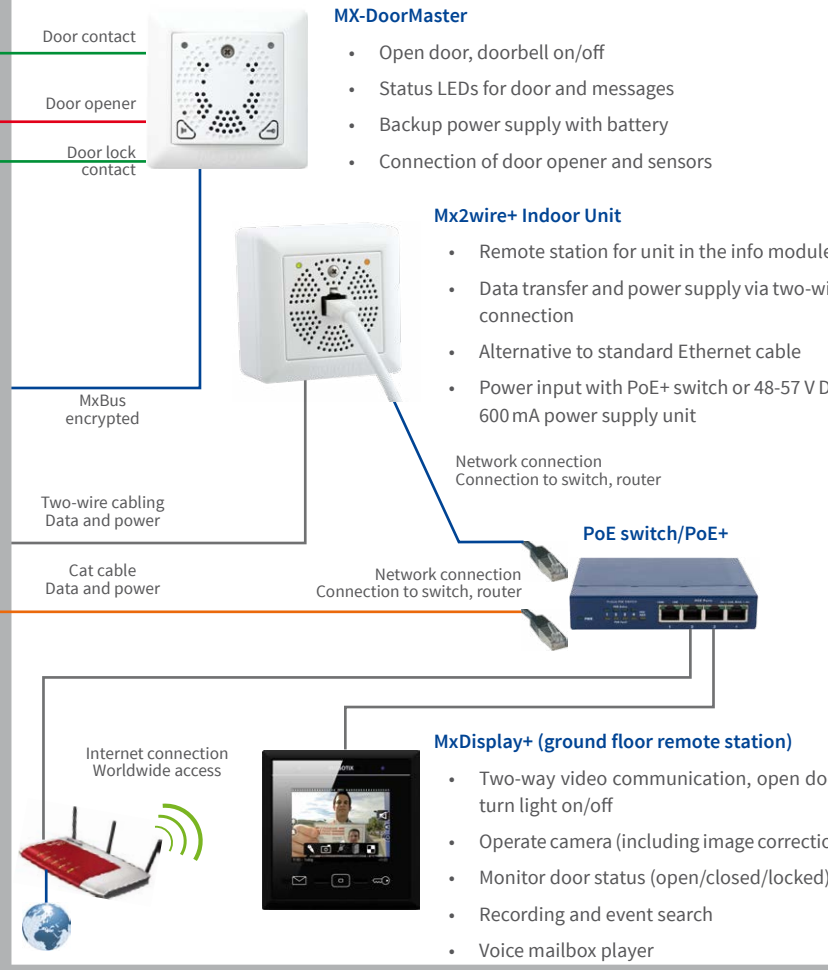 MX-DoorMaster
Door contact
Door opener
Door lock
contact
• Open door, doorbell on/off
• Status LEDs for door and messages
• Backup power supply with battery
• Connection of door opener and sensors
Mx2wire+ Indoor Unit
• Remote station for unit in the info module
• Data transfer and power supply via two-wi
connection
• Alternative to standard Ethernet cable
• Power input with PoE+ switch or 48-57 V D
600 mA power supply unit
MxBus
encrypted
Network connection
Connection to switch, router
Two-wire cabling
Data and power
PoE switch/PoE+
Cat cable
Data and power
Network connection
Connection to switch, router
Internet connection
Worldwide access
MxDisplay+ (ground floor remote station)
• Two-way video communication, open do
turn light on/off
• Operate camera (including image correctio
• Monitor door status (open/closed/locked)
• Recording and event search
• Voice mailbox player